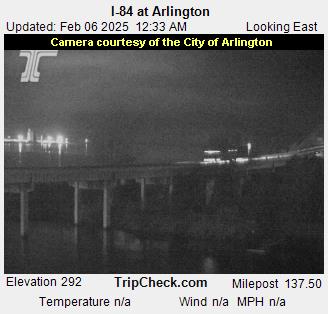 I-84 at Arlington
Updated: Feb 06 2025 12:33 AM Looking East
Camera courtesy of the City of Arlington
Elevation 292 TripCheck.com Milepost 137.50
Temperature n/a Wind n/a MPH n/a